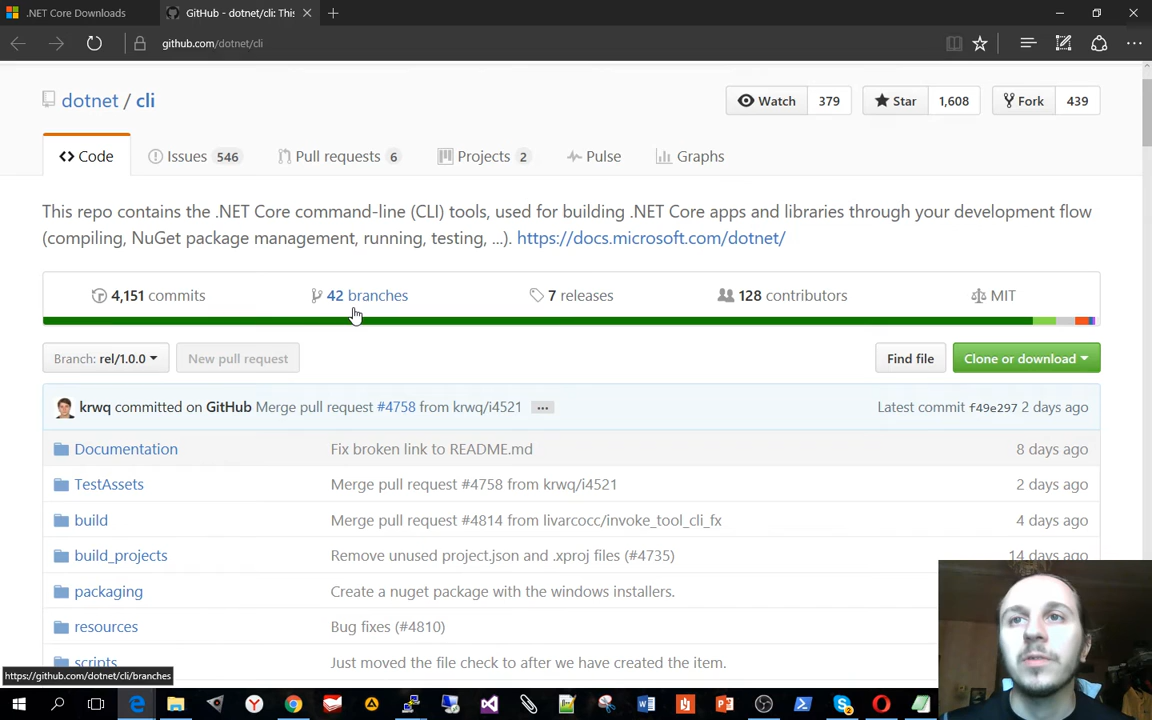 .NET Core Downloads
GitHub - dotnet/cli: This
github.com/dotnet/cli
dotnet / cli
Watch 379
Star 1,608
Fork 439
Code
Issues 546
Pull requests 6
Projects 2
Pulse
Graphs
This repo contains the .NET Core command-line (CLI) tools, used for building .NET Core apps and libraries through your development flow
(compiling, NuGet package management, running, testing, ...). https://docs.microsoft.com/dotnet/
4,151 commits
42 branches
7 releases
128 contributors
MIT
Branch: rel/1.0.0
New pull request
Find file
Clone or download
krwq committed on GitHub Merge pull request #4758 from krwq/i4521 ...
Latest commit f49e297 2 days ago
Documentation Fix broken link to README.md 8 days ago
TestAssets Merge pull request #4758 from krwq/i4521 2 days ago
build Merge pull request #4814 from livarcocc/invoke_tool_cli_fx 4 days ago
build_projects Remove unused project.json and .xproj files (#4735) 14 days ago
packaging Create a nuget package with the windows installers.
resources Bug fixes (#4810)
scripts Just moved the file check to after we have created the item.
https://github.com/dotnet/cli/branches